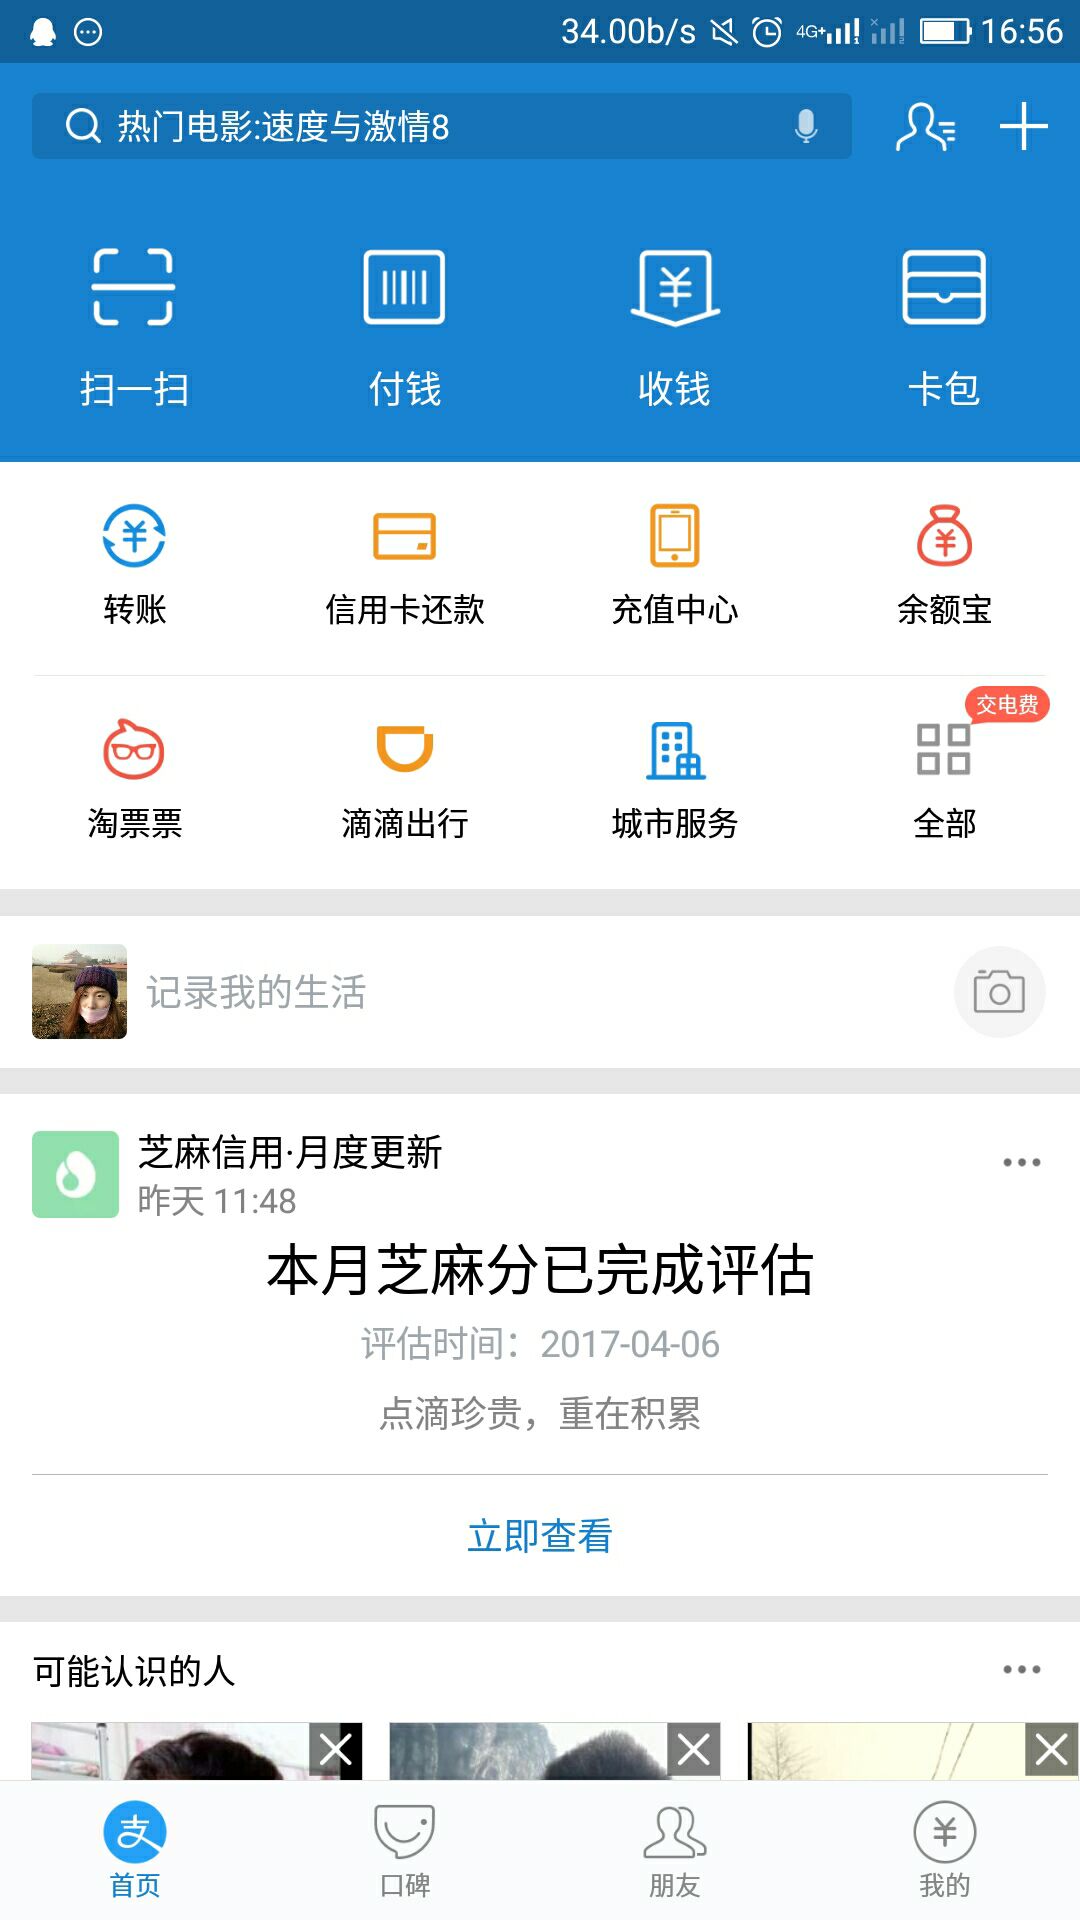 34.00b/s 4G+ 16:56
热门电影:速度与激情8
扫一扫 付钱 收钱 卡包
转账 信用卡还款 充值中心 余额宝
交电费
淘票票 滴滴出行 城市服务 全部
记录我的生活
芝麻信用·月度更新
昨天 11:48
本月芝麻分已完成评估
评估时间：2017-04-06
点滴珍贵，重在积累
立即查看
可能认识的人
首页 口碑 朋友 我的